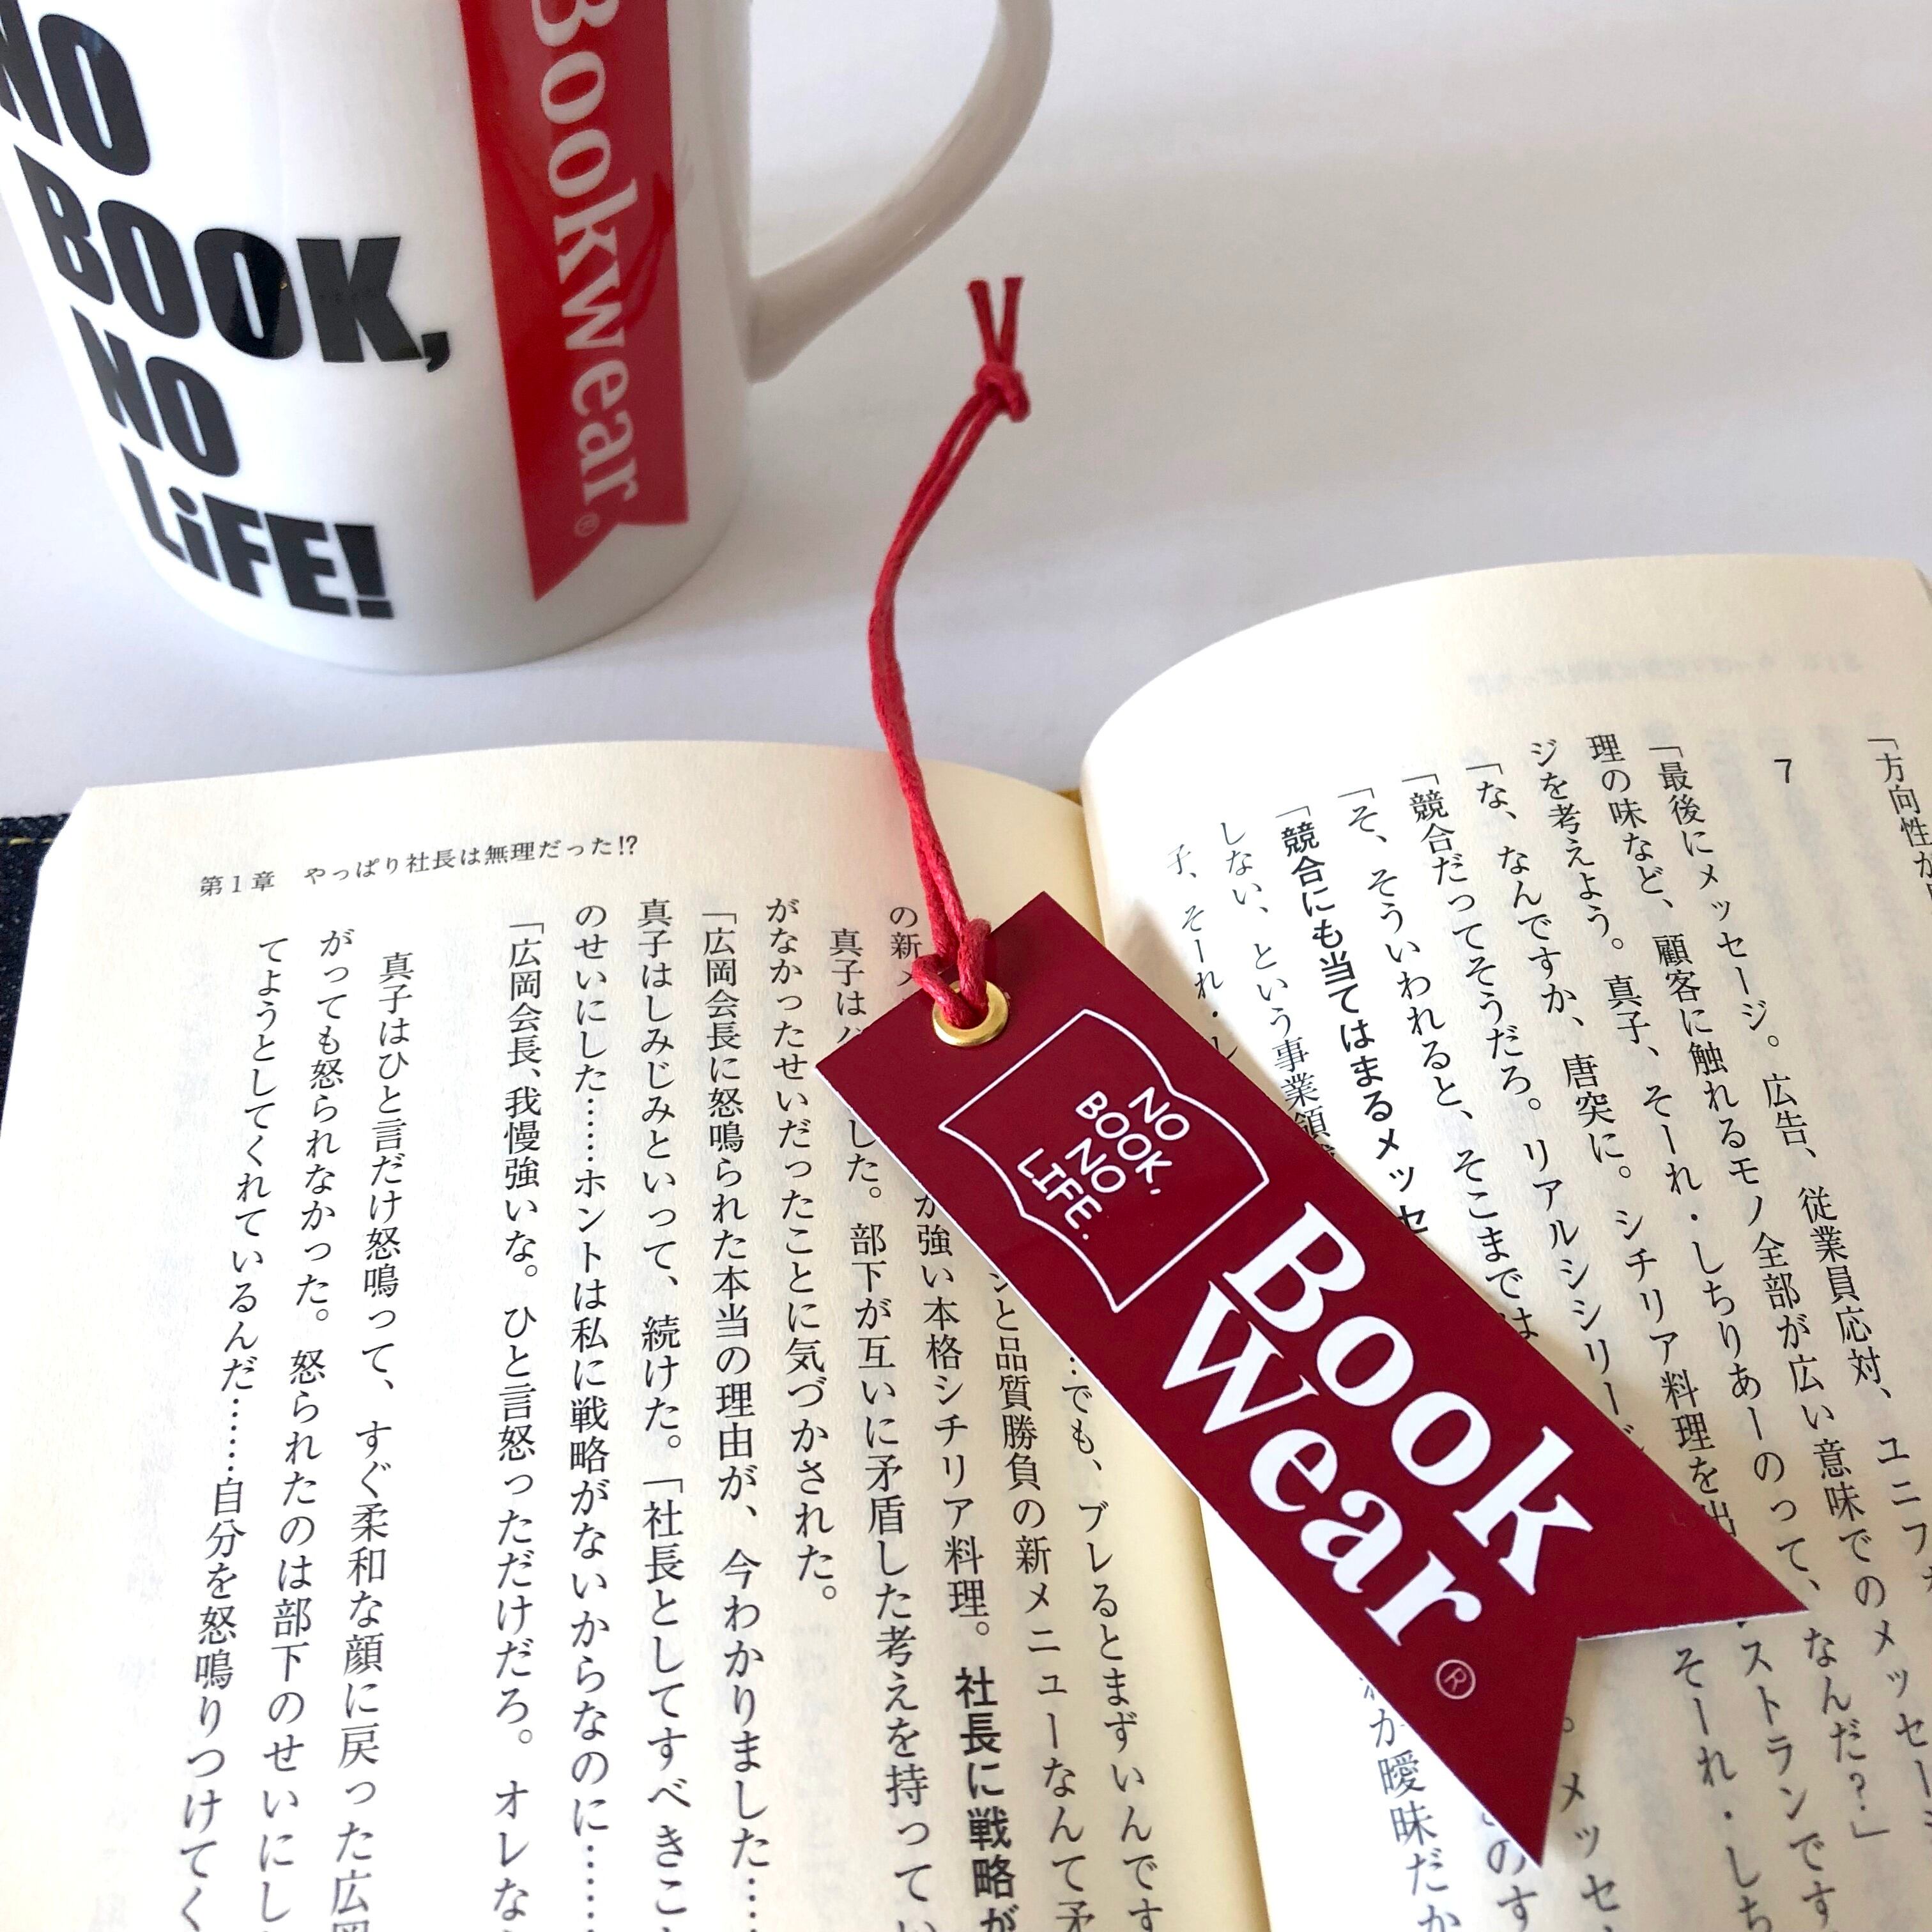 NO
BOOK,
NO
LiFE!
Bookwear®
NO
BOOK,
NO
LIFE.
Book
Wear®
「方向性が
7
「最後にメッセージ。広告、従業員応対、ユニフ
理の味など、顧客に触れるモノ全部が広い意味でのメッセー
ジを考えよう。真子、そーれ・しちりあーのって、なんだ?」
「な、なんですか、唐突に。シチリア料理を出
ストランです
「競合だってそうだろ。リアルシシリー
そーれ・しち
「そ、そういわれると、そこまでは
メッセ
「競合にも当てはまるメッセ
のす
しない、という事業領
が曖昧だか
子、そーれ・
第1章 やっぱり社長は無理だった!?
でも、ブレるとまずいんです
ンと品質勝負の新メニューなんて矛
の新メ
が強い本格シチリア料理。社長に戦略が
真子は
した。部下が互いに矛盾した考えを持ってい
がなかったせいだったことに気づかされた。
「広岡会長に怒鳴られた本当の理由が、今わかりました……
真子はしみじみといって、続けた。「社長としてすべきこ
のせいにした……ホントは私に戦略がないからなのに……
「広岡会長、我慢強いな。ひと言怒っただけだろ。オレな
真子はひと言だけ怒鳴って、すぐ柔和な顔に戻った広岡
がっても怒られなかった。怒られたのは部下のせいにし
てようとしてくれているんだ……自分を怒鳴りつけてく